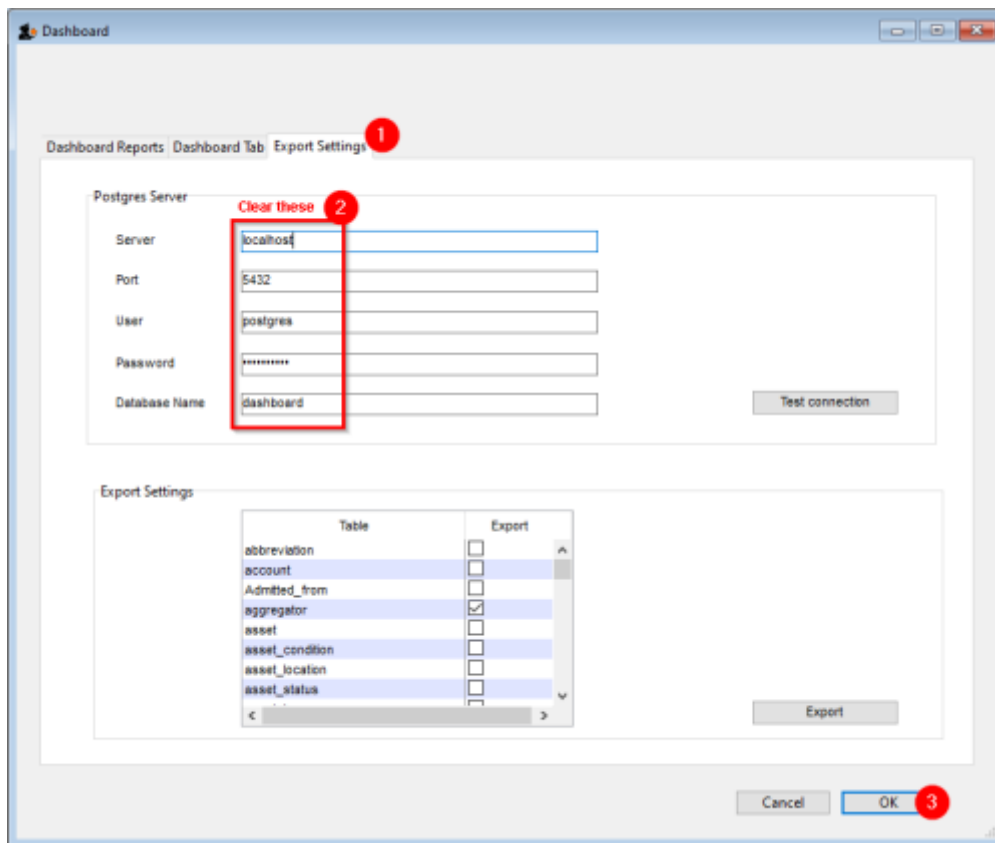 Dashboard
Dashboard Reports Dashboard Tab Export Settings 1
Postgres Server
Clear these 2
Server localhost
Port 5432
User postgres
Password ••••••••••
Database Name dashboard
Test connection
Export Settings
Table Export
abbreviation
account
Admitted_from
aggregator
asset
asset_condition
asset_location
asset_status
Export
Cancel OK 3